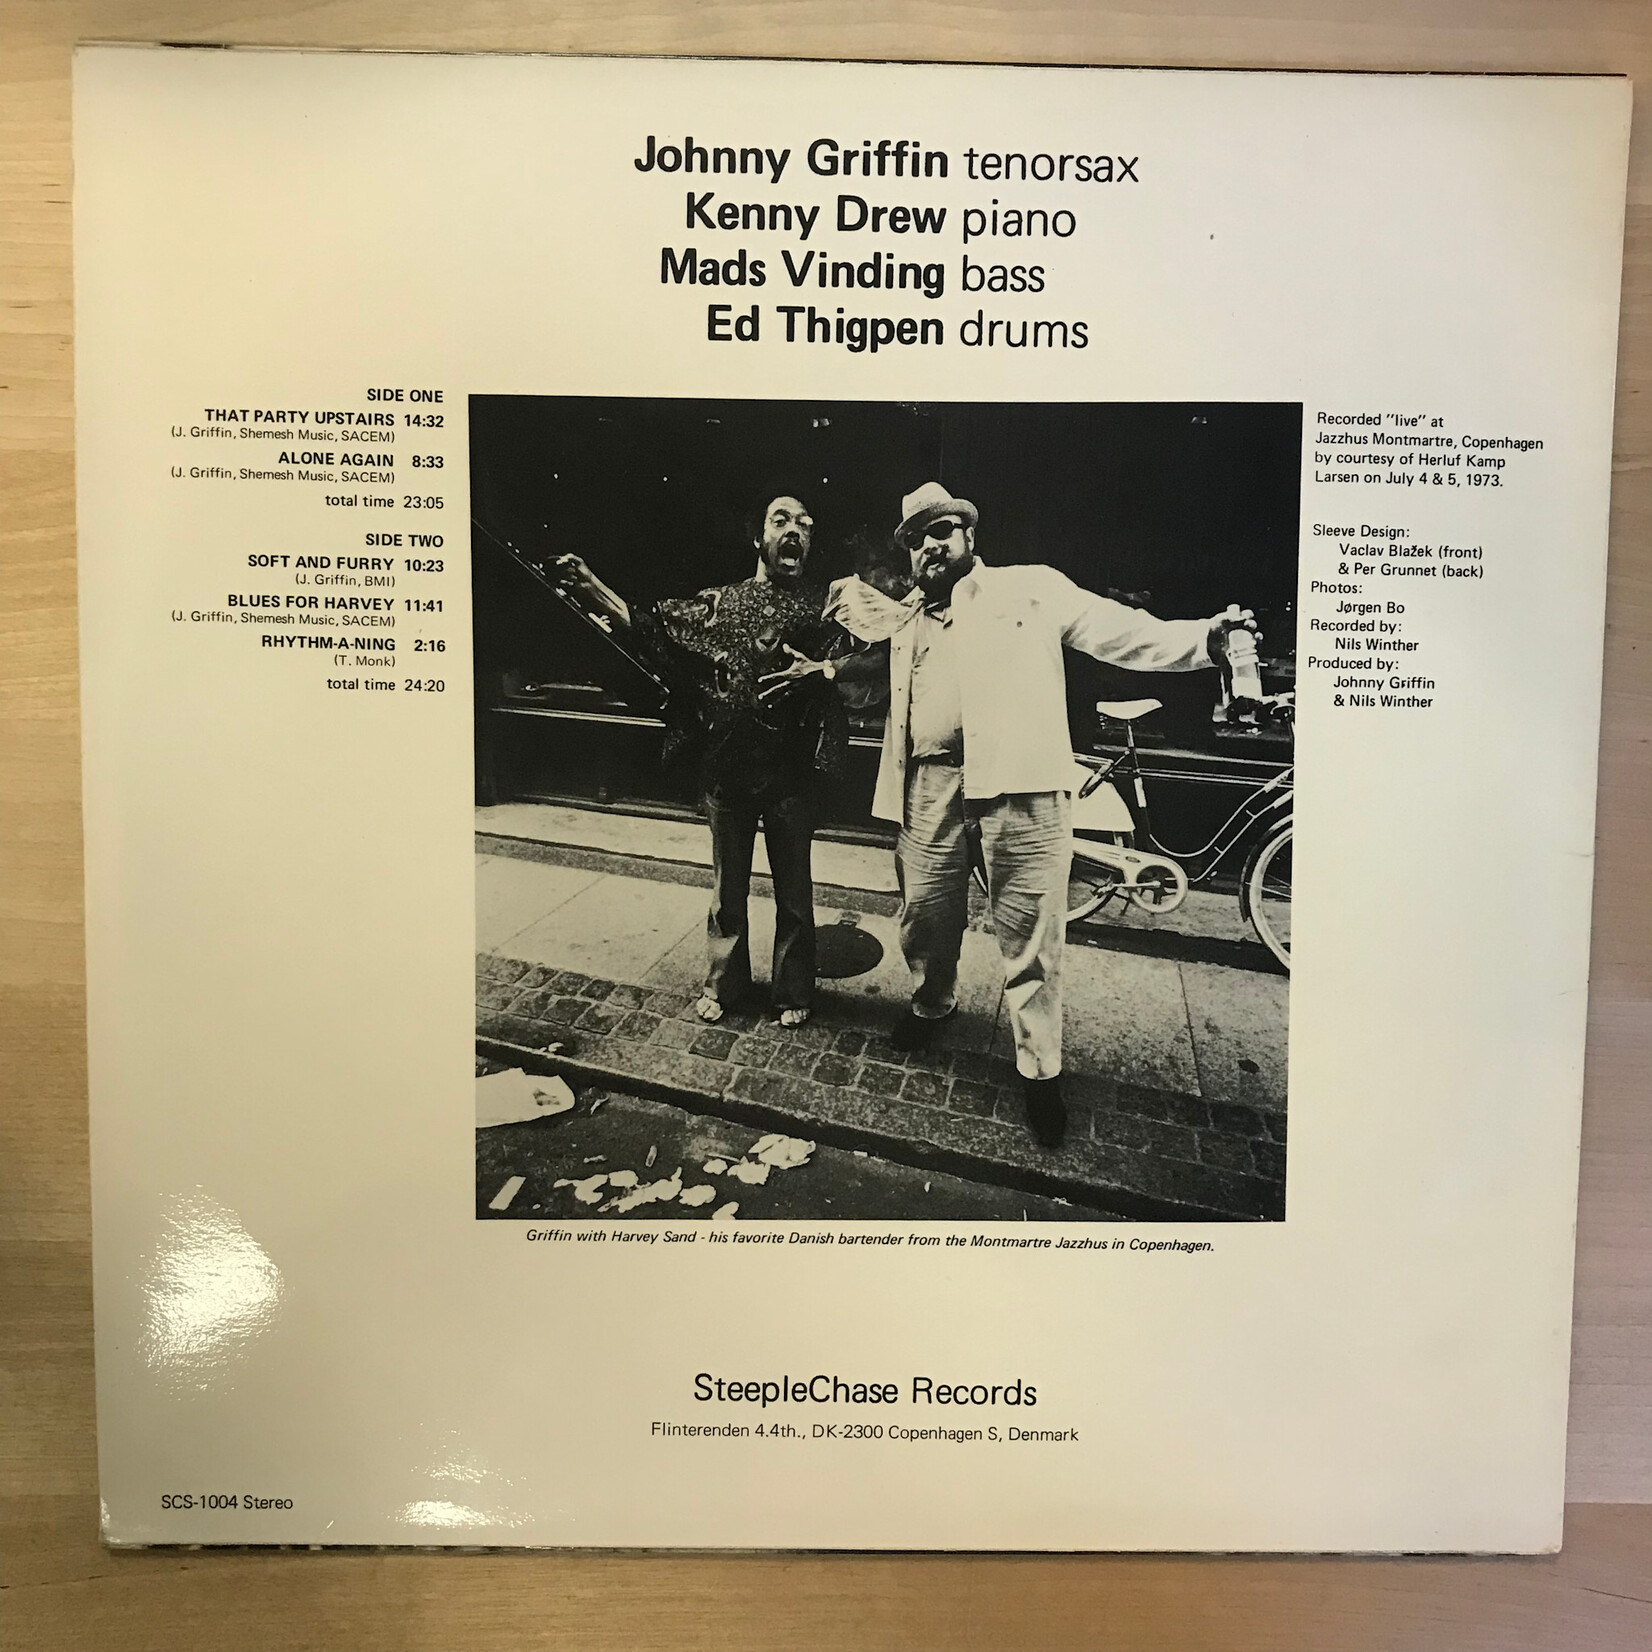 Johnny Griffin tenorsax
Kenny Drew piano
Mads Vinding bass
Ed Thigpen drums
SIDE ONE
THAT PARTY UPSTAIRS 14:32
(J. Griffin, Shemesh Music, SACEM)
ALONE AGAIN 8:33
(J. Griffin, Shemesh Music, SACEM)
total time 23:05
SIDE TWO
SOFT AND FURRY 10:23
(J. Griffin, BMI)
BLUES FOR HARVEY 11:41
(J. Griffin, Shemesh Music, SACEM)
RHYTHM-A-NING 2:16
(T. Monk)
total time 24:20
Recorded "live" at
Jazzhus Montmartre, Copenhagen
by courtesy of Herluf Kamp
Larsen on July 4 & 5, 1973.
Sleeve Design:
Vaclav Blažek (front)
& Per Grunnet (back)
Photos:
Jørgen Bo
Recorded by:
Nils Winther
Produced by:
Johnny Griffin
& Nils Winther
Griffin with Harvey Sand - his favorite Danish bartender from the Montmartre Jazzhus in Copenhagen.
SteepleChase Records
Flinterenden 4.4th., DK-2300 Copenhagen S, Denmark
SCS-1004 Stereo